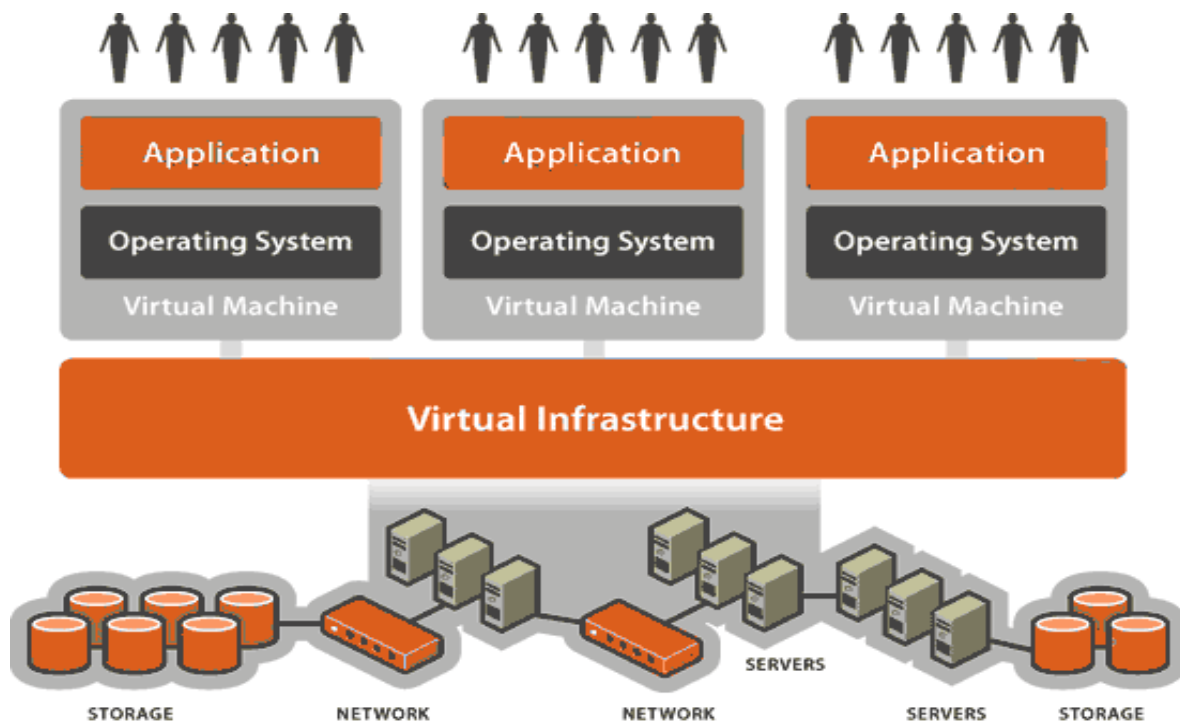 Application
Application
Application
Operating System
Operating System
Operating System
Virtual Machine
Virtual Machine
Virtual Machine
Virtual Infrastructure
SERVERS
STORAGE
NETWORK
NETWORK
SERVERS
STORAGE